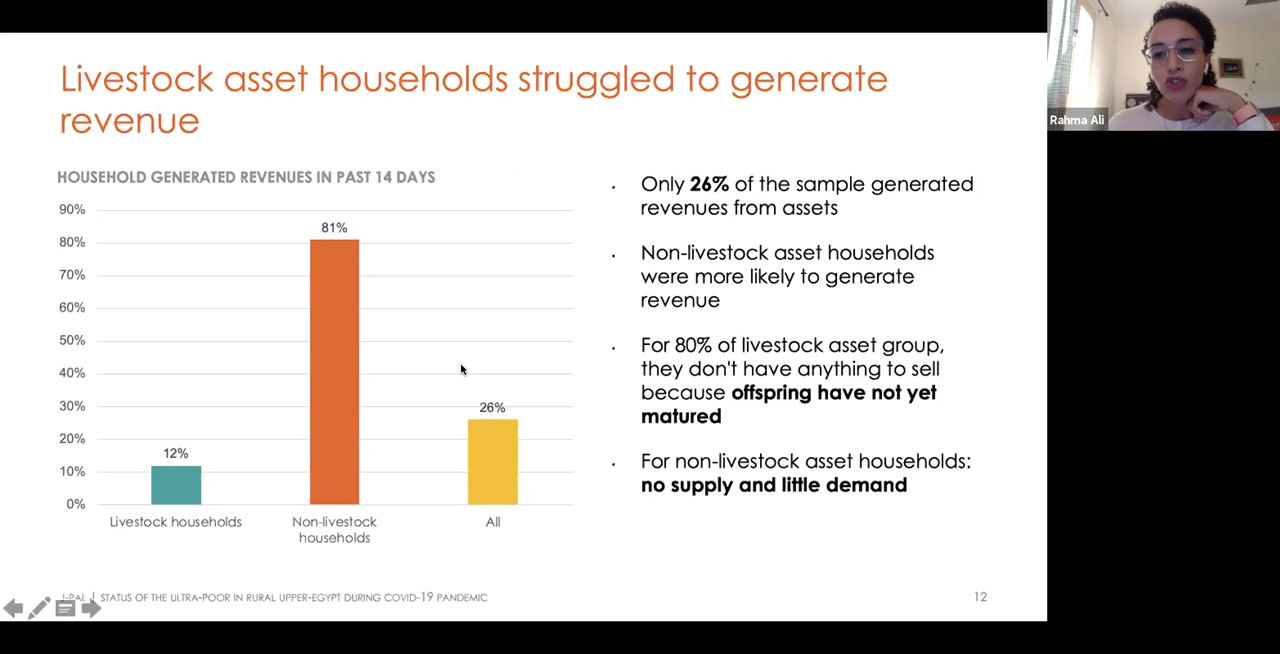 Livestock asset households struggled to generate
revenue
HOUSEHOLD GENERATED REVENUES IN PAST 14 DAYS
90%
80%
70%
60%
50%
40%
30%
20%
10%
0%
12%
81%
26%
Livestock households
Non-livestock
households
All
Only 26% of the sample generated
revenues from assets
Non-livestock asset households
were more likely to generate
revenue
For 80% of livestock asset group,
they don't have anything to sell
because offspring have not yet
matured
For non-livestock asset households:
no supply and little demand
J-PAL | STATUS OF THE ULTRA-POOR IN RURAL UPPER-EGYPT DURING COVID-19 PANDEMIC
12
Rahma Ali